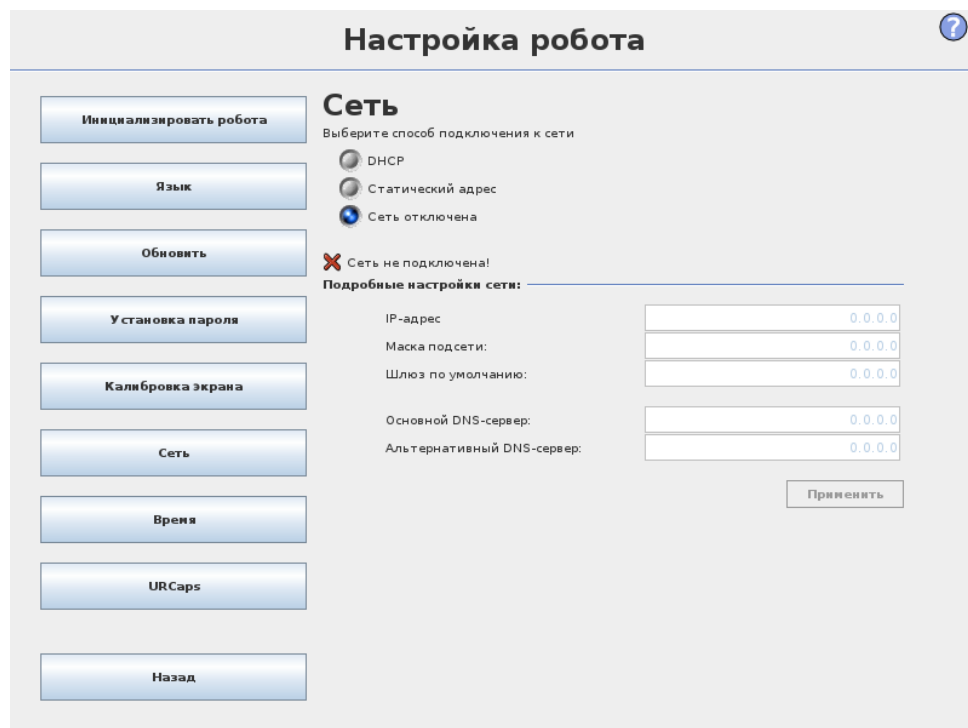 Настройка робота
?
Инициализировать робота
Язык
Обновить
Установка пароля
Калибровка экрана
Сеть
Время
URCaps
Назад
Сеть
Выберите способ подключения к сети
DHCP
Статический адрес
Сеть отключена
Сеть не подключена!
Подробные настройки сети:
IP-адрес 0.0.0.0
Маска подсети: 0.0.0.0
Шлюз по умолчанию: 0.0.0.0
Основной DNS-сервер: 0.0.0.0
Альтернативный DNS-сервер: 0.0.0.0
Применить